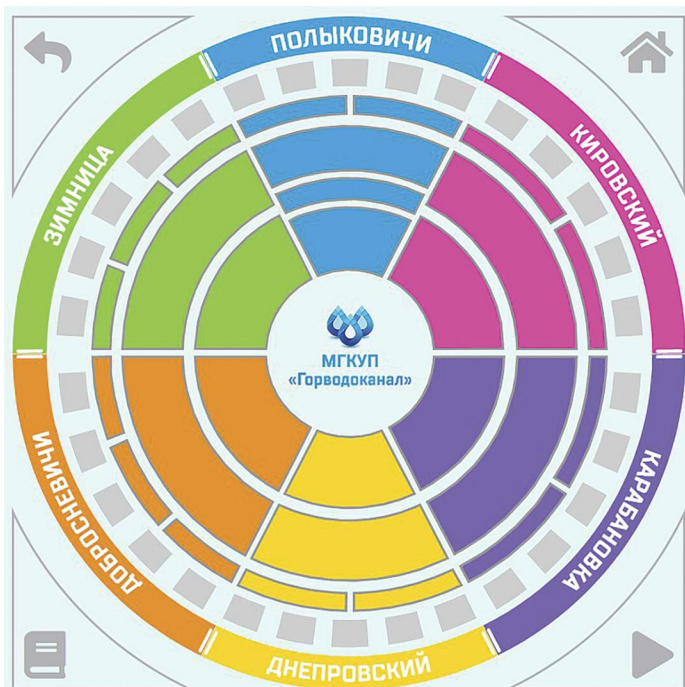 ПОЛЫКОВИЧИ
КИРОВСКИЙ
ЗИМНИЦА
МГКУП
«Горводоканал»
ДОБРОСНЕВИЧИ
КАРАБАНОВКА
ДНЕПРОВСКИЙ